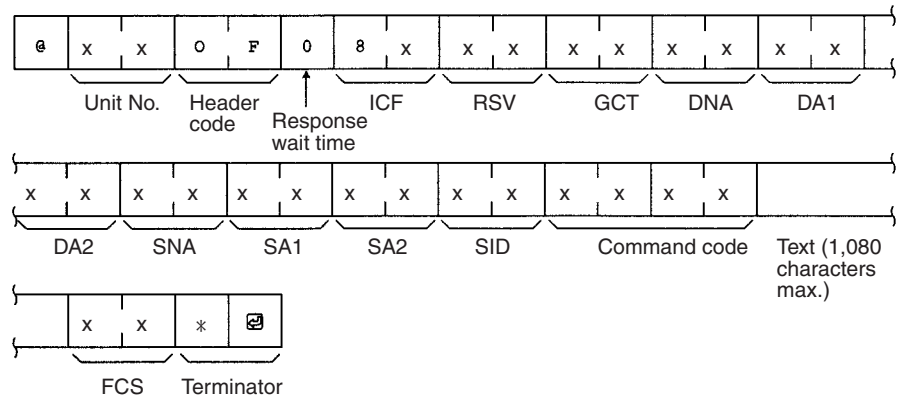 @ x x O F 0 8 x x x x x x x x x
Unit No. Header code Response wait time ICF RSV GCT DNA DA1
x x x x x x x x x x x x x x
DA2 SNA SA1 SA2 SID Command code Text (1,080 characters max.)
x x * ↵
FCS Terminator